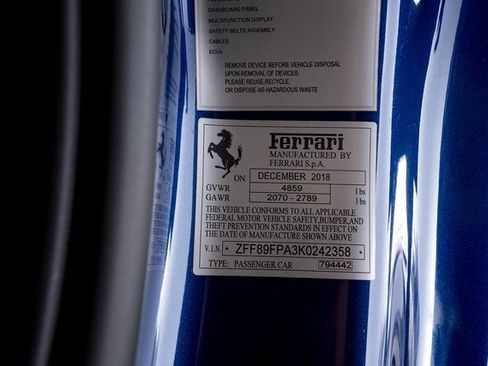 DASHBOARD PANEL
MULTIFUNCTION DISPLAY
SAFETY BELTS ASSEMBLY
CABLES
ECUs
REMOVE DEVICE BEFORE VEHICLE DISPOSAL
UPON REMOVAL OF DEVICES:
PLEASE REUSE,RECYCLE,
OR DISPOSE AS HAZARDOUS WASTE
Ferrari
MANUFACTURED BY
FERRARI S.p.A.
ON DECEMBER 2018
GVWR 4859 lbs
GAWR 2070 - 2789 lbs
THIS VEHICLE CONFORMS TO ALL APPLICABLE
FEDERAL MOTOR VEHICLE SAFETY,BUMPER,AND
THEFT PREVENTION STANDARDS IN EFFECT ON
THE DATE OF MANUFACTURE SHOWN ABOVE
V.I.N. * ZFF89FPA3K0242358 *
TYPE: PASSENGER CAR 794442